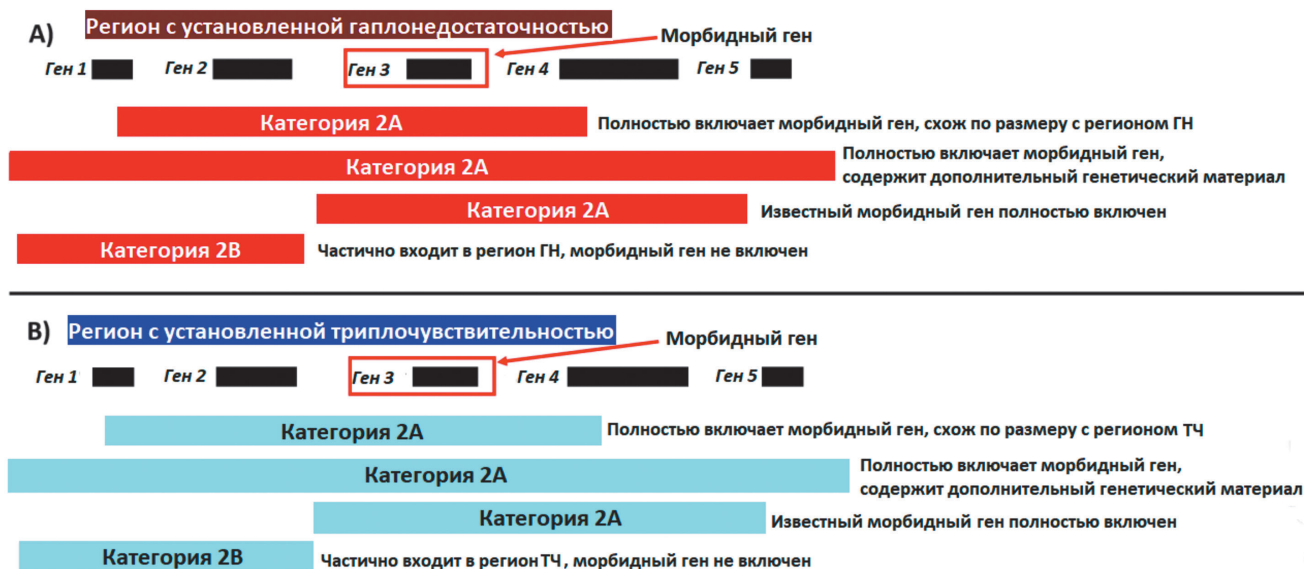 А) Регион с установленной гаплонедостаточностью
Морбидный ген
Ген 1 Ген 2 Ген 3 Ген 4 Ген 5
Категория 2А Полностью включает морбидный ген, схож по размеру с регионом ГН
Категория 2А Полностью включает морбидный ген,
содержит дополнительный генетический материал
Категория 2А Известный морбидный ген полностью включен
Категория 2В Частично входит в регион ГН, морбидный ген не включен
В) Регион с установленной триплочувствительностью
Морбидный ген
Ген 1 Ген 2 Ген 3 Ген 4 Ген 5
Категория 2А Полностью включает морбидный ген, схож по размеру с регионом ТЧ
Категория 2А Полностью включает морбидный ген,
содержит дополнительный генетический материал
Категория 2А Известный морбидный ген полностью включен
Категория 2В Частично входит в регион ТЧ, морбидный ген не включен